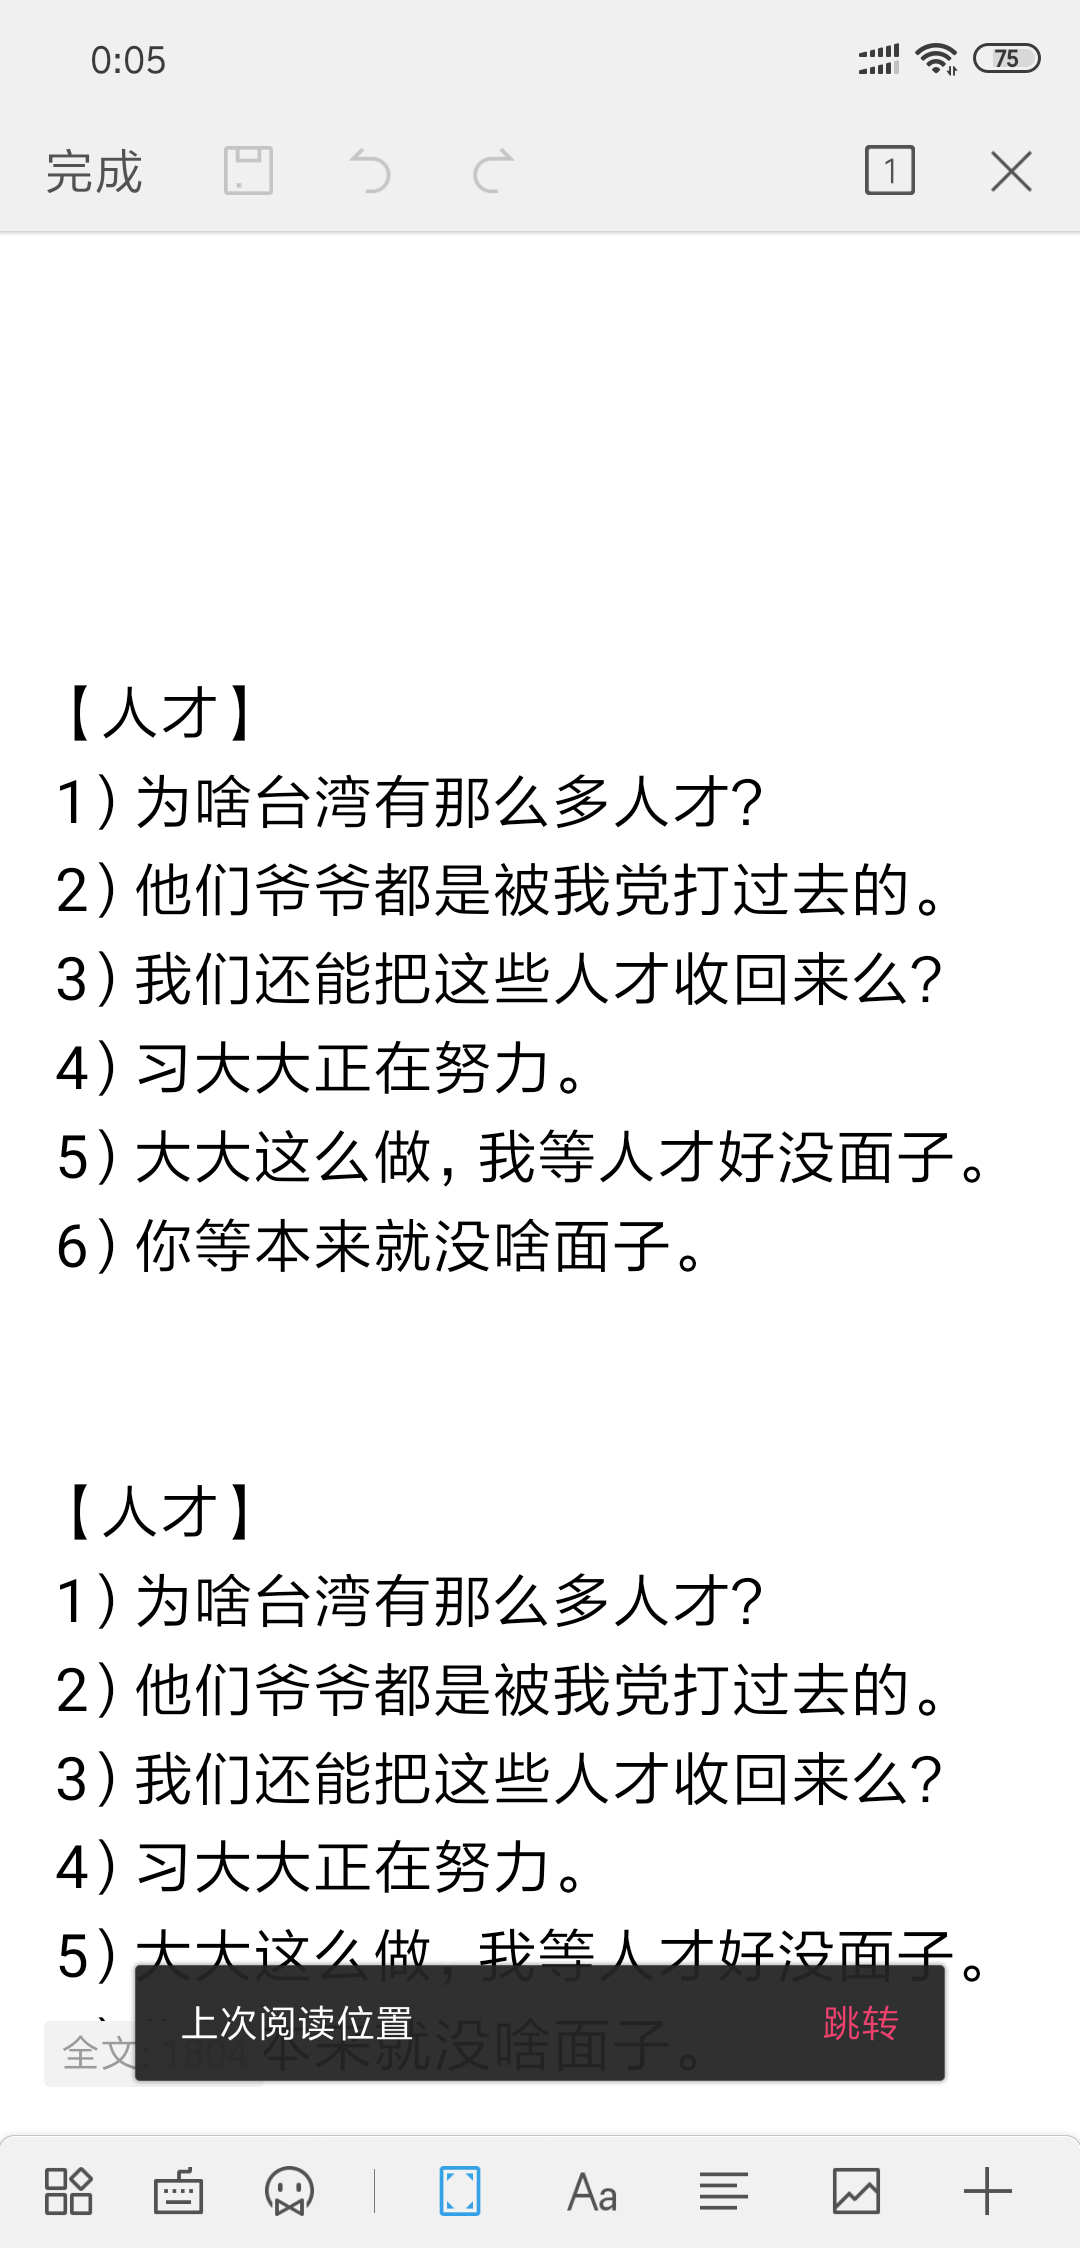 0:05
75
完成
1
【人才】
1）为啥台湾有那么多人才?
2）他们爷爷都是被我党打过去的。
3）我们还能把这些人才收回来么?
4）习大大正在努力。
5）大大这么做，我等人才好没面子。
6）你等本来就没啥面子。
【人才】
1）为啥台湾有那么多人才?
2）他们爷爷都是被我党打过去的。
3）我们还能把这些人才收回来么?
4）习大大正在努力。
5）大大这么做，我等人才好没面子。
本来就没啥面子。
上次阅读位置 跳转
全文: 1804
Aa